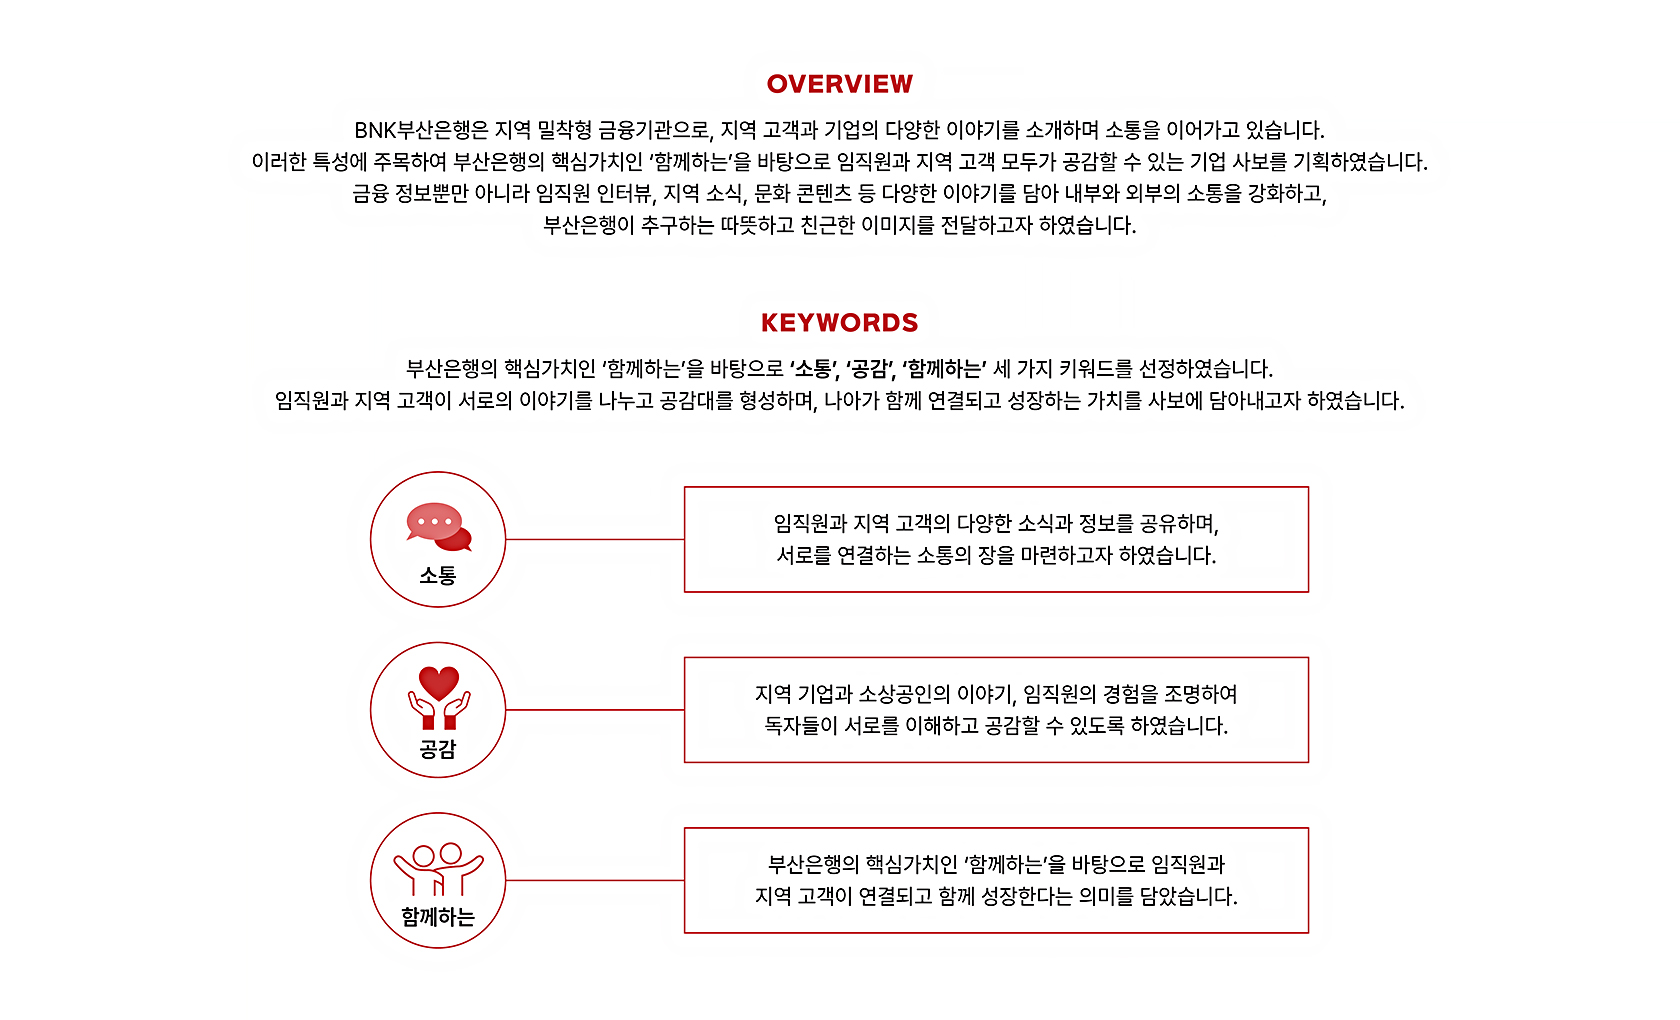 OVERVIEW
BNK부산은행은 지역 밀착형 금융기관으로, 지역 고객과 기업의 다양한 이야기를 소개하며 소통을 이어가고 있습니다.
이러한 특성에 주목하여 부산은행의 핵심가치인 ‘함께하는’을 바탕으로 임직원과 지역 고객 모두가 공감할 수 있는 기업 사보를 기획하였습니다.
금융 정보뿐만 아니라 임직원 인터뷰, 지역 소식, 문화 콘텐츠 등 다양한 이야기를 담아 내부와 외부의 소통을 강화하고,
부산은행이 추구하는 따뜻하고 친근한 이미지를 전달하고자 하였습니다.
KEYWORDS
부산은행의 핵심가치인 ‘함께하는’을 바탕으로 ‘소통’, ‘공감’, ‘함께하는’ 세 가지 키워드를 선정하였습니다.
임직원과 지역 고객이 서로의 이야기를 나누고 공감대를 형성하며, 나아가 함께 연결되고 성장하는 가치를 사보에 담아내고자 하였습니다.
소통
임직원과 지역 고객의 다양한 소식과 정보를 공유하며,
서로를 연결하는 소통의 장을 마련하고자 하였습니다.
공감
지역 기업과 소상공인의 이야기, 임직원의 경험을 조명하여
독자들이 서로를 이해하고 공감할 수 있도록 하였습니다.
함께하는
부산은행의 핵심가치인 ‘함께하는’을 바탕으로 임직원과
지역 고객이 연결되고 함께 성장한다는 의미를 담았습니다.